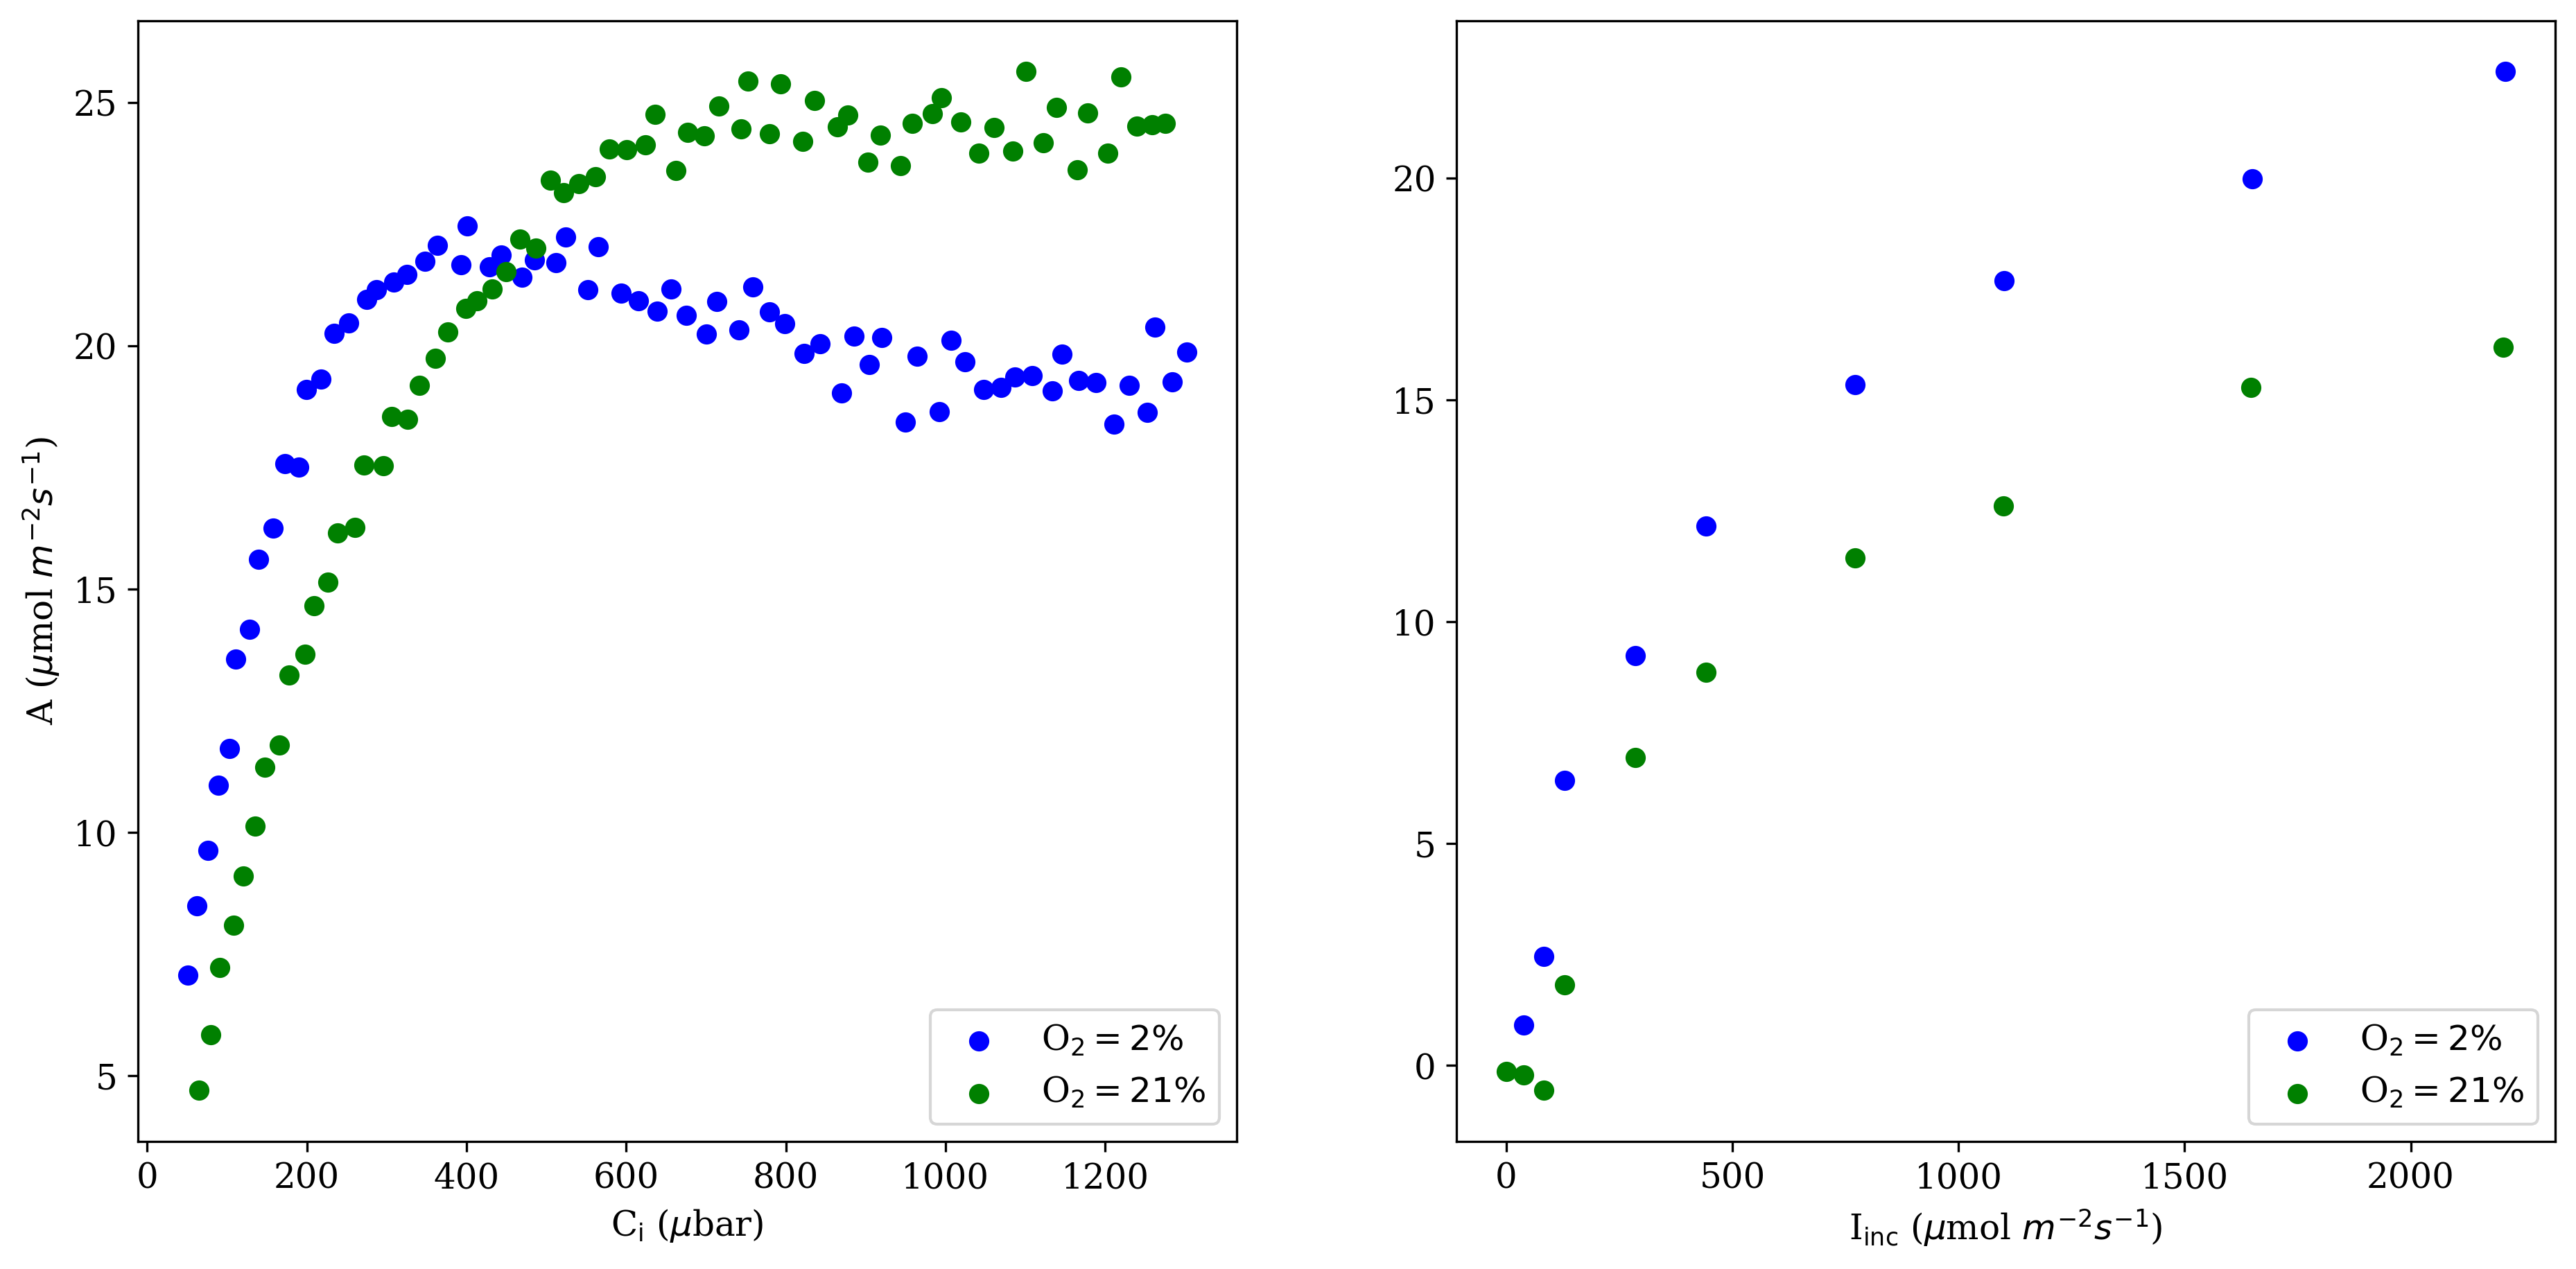 A (μmol m⁻²s⁻¹)
25
20
15
10
5
0 200 400 600 800 1000 1200
C_i (μbar)
O₂ = 2%
O₂ = 21%
20
15
10
5
0
0 500 1000 1500 2000
I_inc (μmol m⁻²s⁻¹)
O₂ = 2%
O₂ = 21%